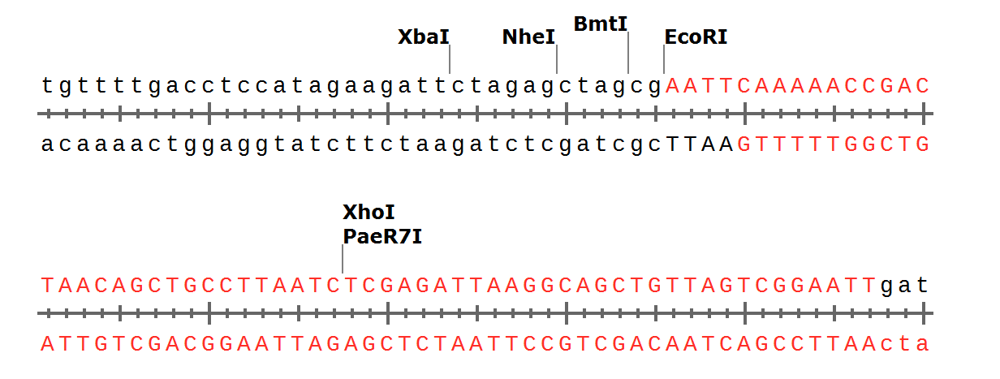 BmtI
XbaI NheI EcoRI
tgttttgacctccatagaagattctagagctagcgAATTCAAAAACCGAC
acaaaactggaggtatcttctaagatctcgatcgcTTAAGTTTTTGGCTG
XhoI
PaeR7I
TAACAGCTGCCTTAATCTCGAGATTAAGGCAGCTGTTAGTCGGAATTgat
ATTGTCGACGGAATTAGAGCTCTAATTCCGTCGACAATCAGCCTTAActa